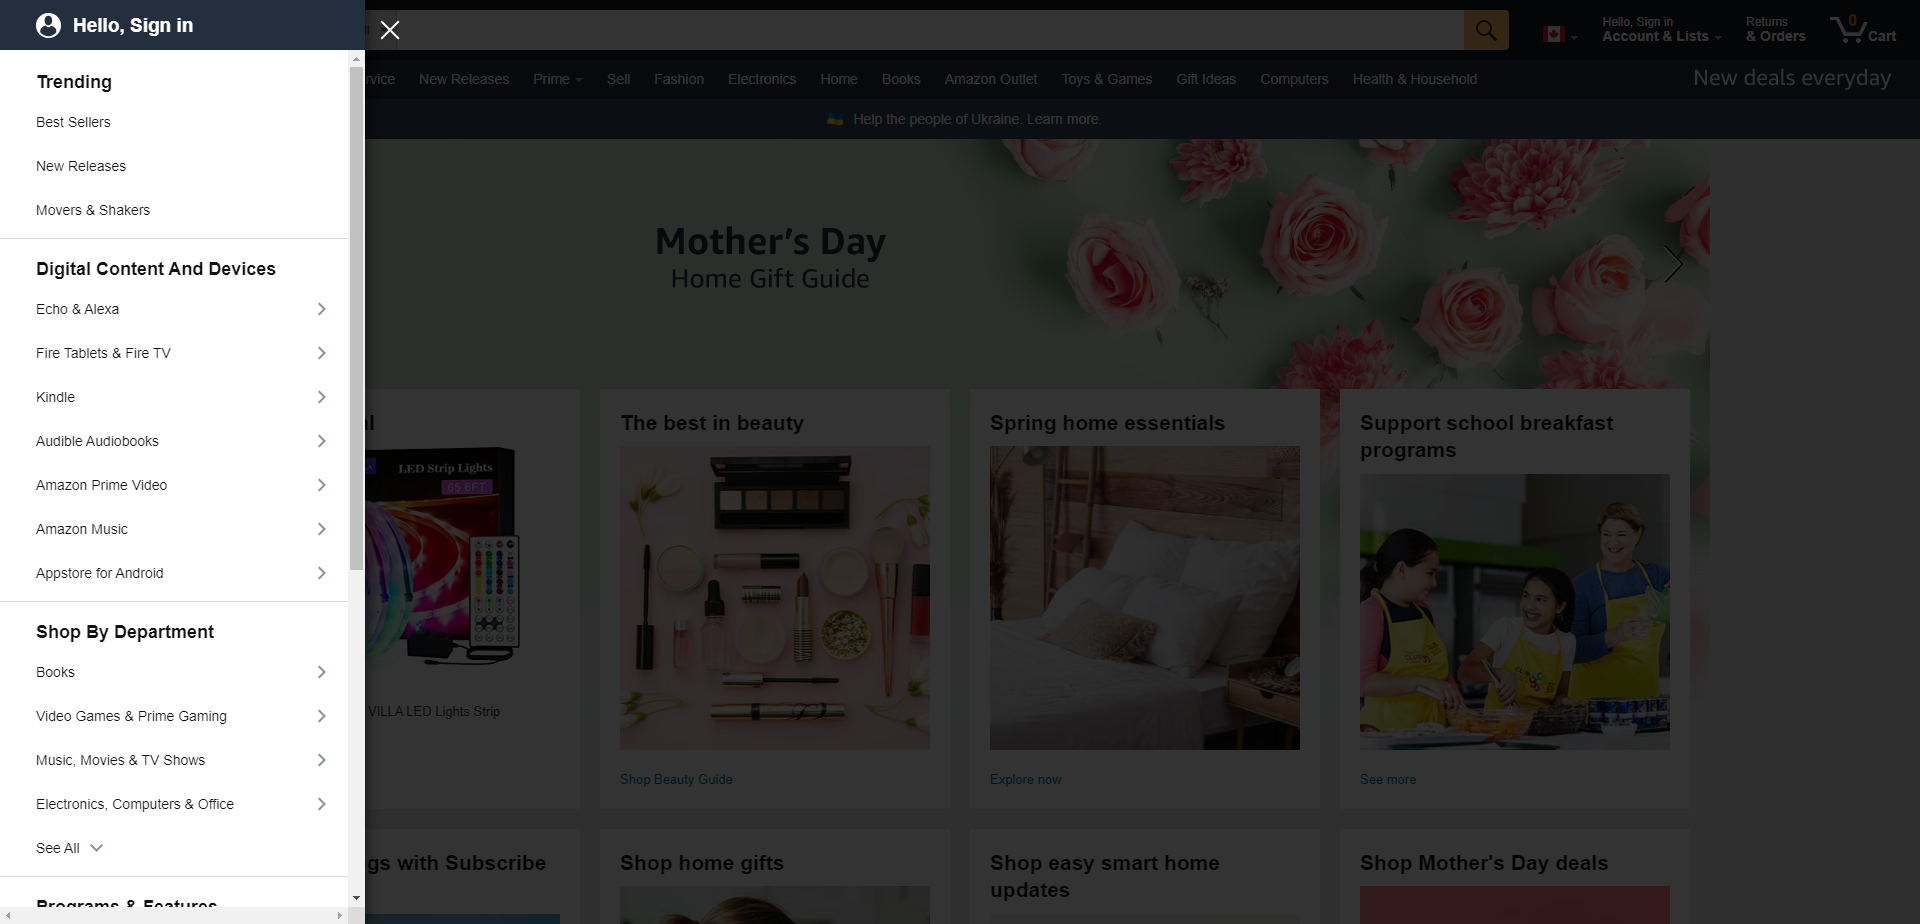 Hello, Sign in
Trending
Best Sellers
New Releases
Movers & Shakers
Digital Content And Devices
Echo & Alexa
Fire Tablets & Fire TV
Kindle
Audible Audiobooks
Amazon Prime Video
Amazon Music
Appstore for Android
Shop By Department
Books
Video Games & Prime Gaming
Music, Movies & TV Shows
Electronics, Computers & Office
See All
Programs & Features
Hello, Sign in
Account & Lists
Returns
& Orders
0
Cart
rvice New Releases Prime Sell Fashion Electronics Home Books Amazon Outlet Toys & Games Gift Ideas Computers Health & Household
New deals everyday
Help the people of Ukraine. Learn more.
Mother's Day
Home Gift Guide
LED Strip Lights
65.6FT
VILLA LED Lights Strip
The best in beauty
Shop Beauty Guide
Spring home essentials
Explore now
Support school breakfast
programs
See more
gs with Subscribe
Shop home gifts
Shop easy smart home
updates
Shop Mother's Day deals